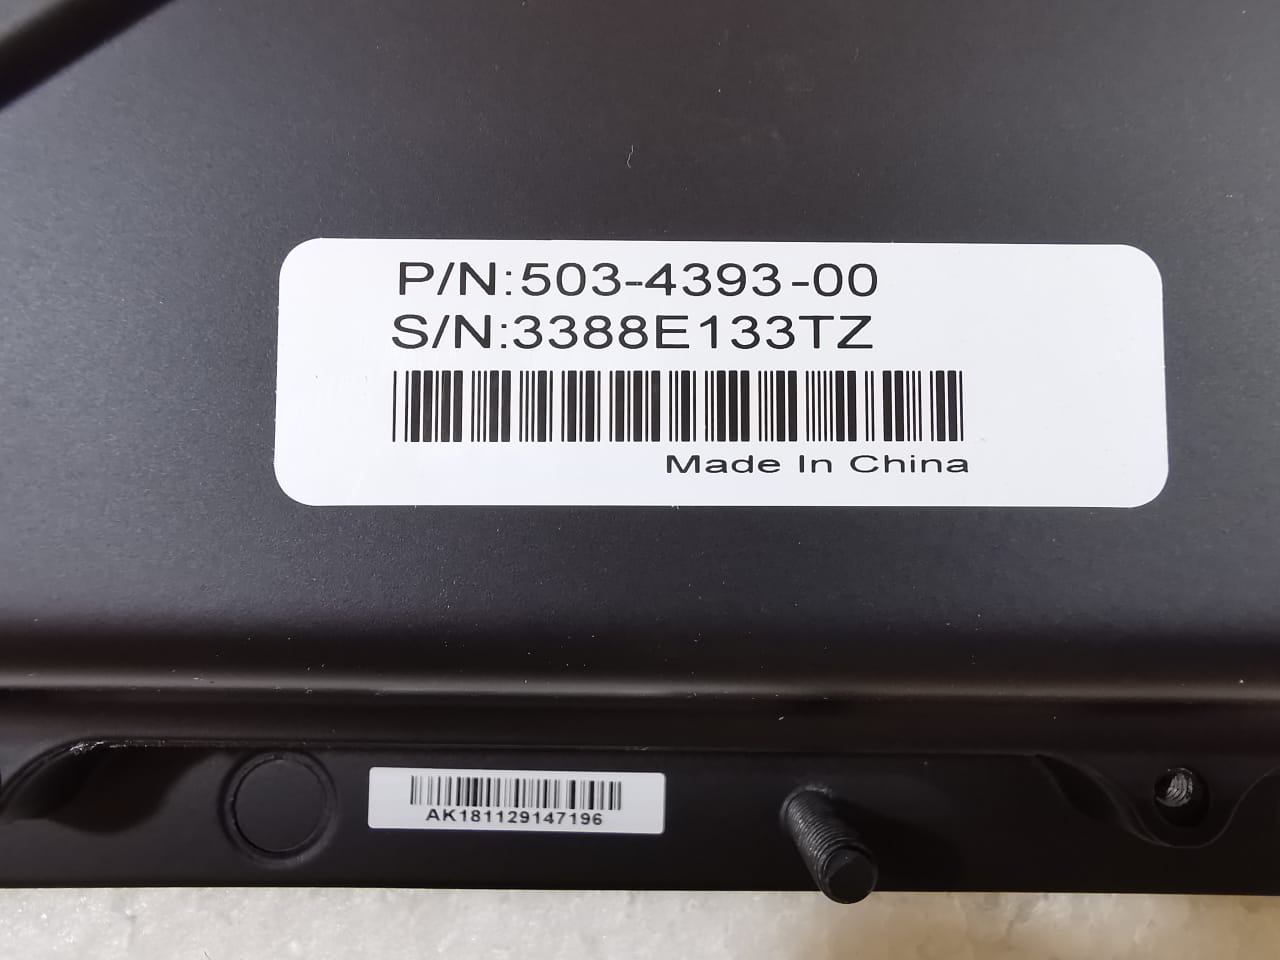 P/N:503-4393-00
S/N:3388E133TZ
Made In China
AK181129147196